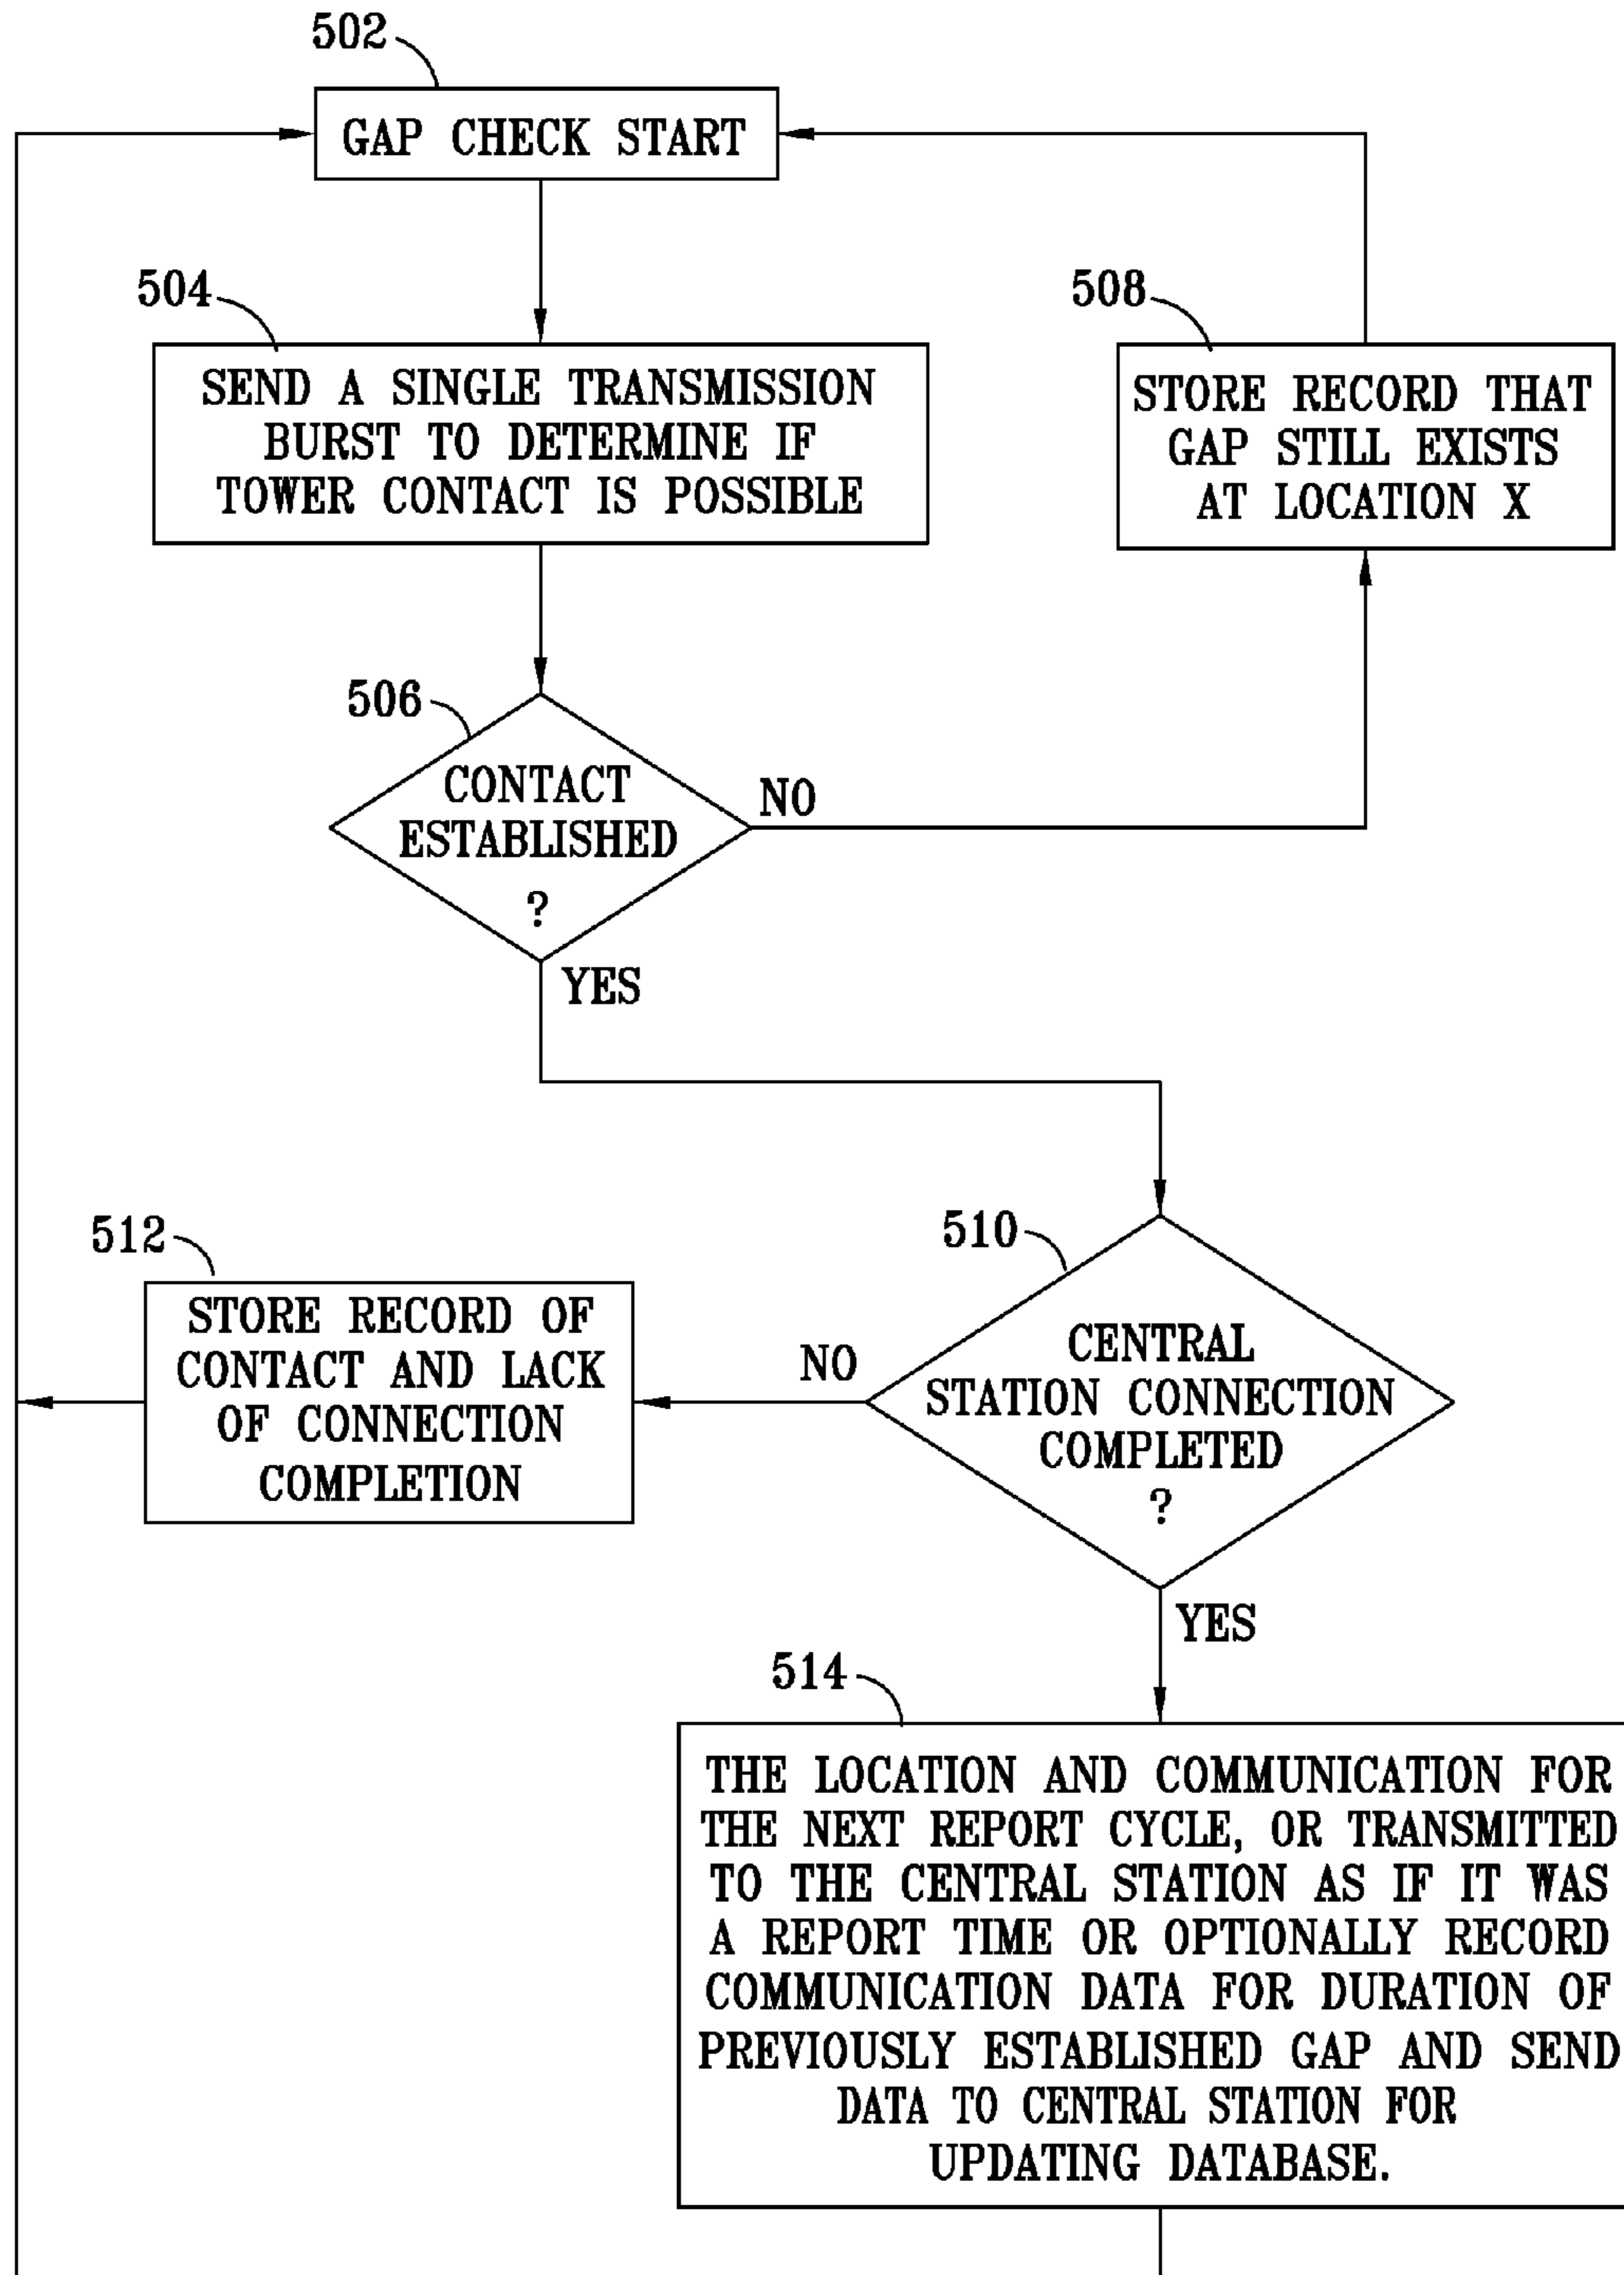 502
GAP CHECK START
504
SEND A SINGLE TRANSMISSION
BURST TO DETERMINE IF
TOWER CONTACT IS POSSIBLE
508
STORE RECORD THAT
GAP STILL EXISTS
AT LOCATION X
506
CONTACT
ESTABLISHED
?
NO
YES
512
STORE RECORD OF
CONTACT AND LACK
OF CONNECTION
COMPLETION
510
CENTRAL
STATION CONNECTION
COMPLETED
?
NO
YES
514
THE LOCATION AND COMMUNICATION FOR
THE NEXT REPORT CYCLE, OR TRANSMITTED
TO THE CENTRAL STATION AS IF IT WAS
A REPORT TIME OR OPTIONALLY RECORD
COMMUNICATION DATA FOR DURATION OF
PREVIOUSLY ESTABLISHED GAP AND SEND
DATA TO CENTRAL STATION FOR
UPDATING DATABASE.